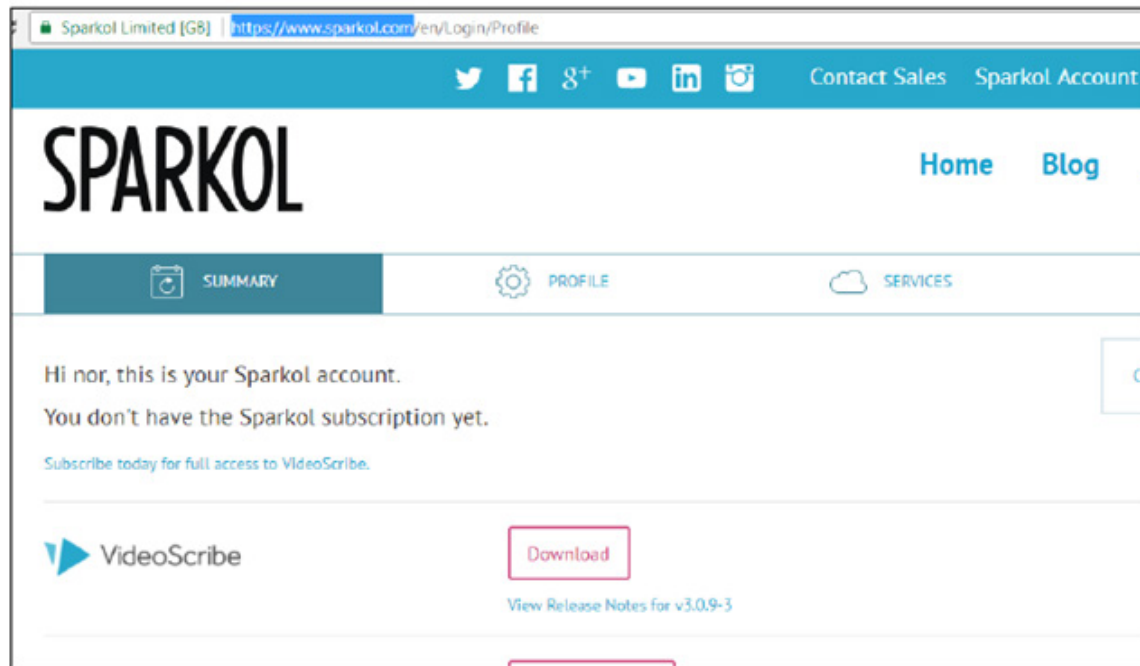 Sparkol Limited [GB] https://www.sparkol.com/en/Login/Profile
g+ in Contact Sales Sparkol Account
SPARKOL
Home Blog
SUMMARY PROFILE SERVICES
Hi nor, this is your Sparkol account.
You don't have the Sparkol subscription yet.
Subscribe today for full access to VideoScribe.
VideoScribe Download
View Release Notes for v3.0.9-3